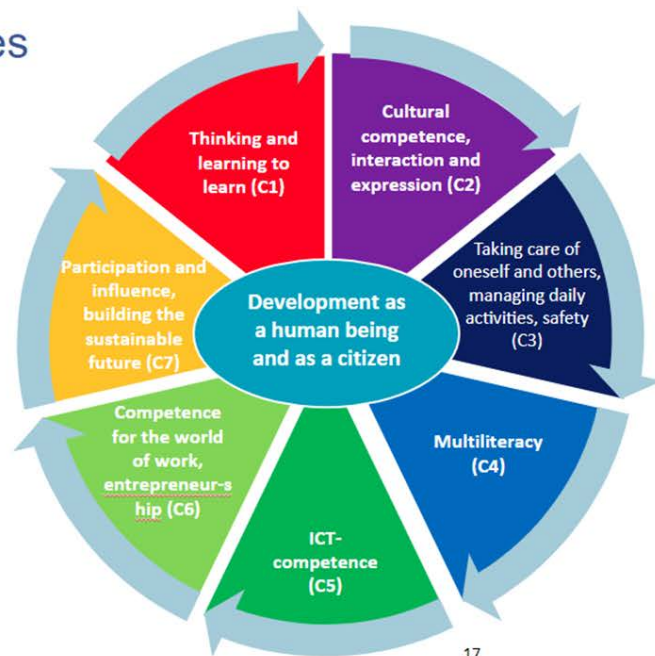 es
Thinking and
learning to
learn (C1)
Cultural
competence,
interaction and
expression (C2)
Taking care of
oneself and others,
managing daily
activities, safety
(C3)
Multiliteracy
(C4)
ICT-
competence
(C5)
Competence
for the world
of work,
entrepreneur-s
hip (C6)
Participation and
influence,
building the
sustainable
future (C7)
Development as
a human being
and as a citizen
17